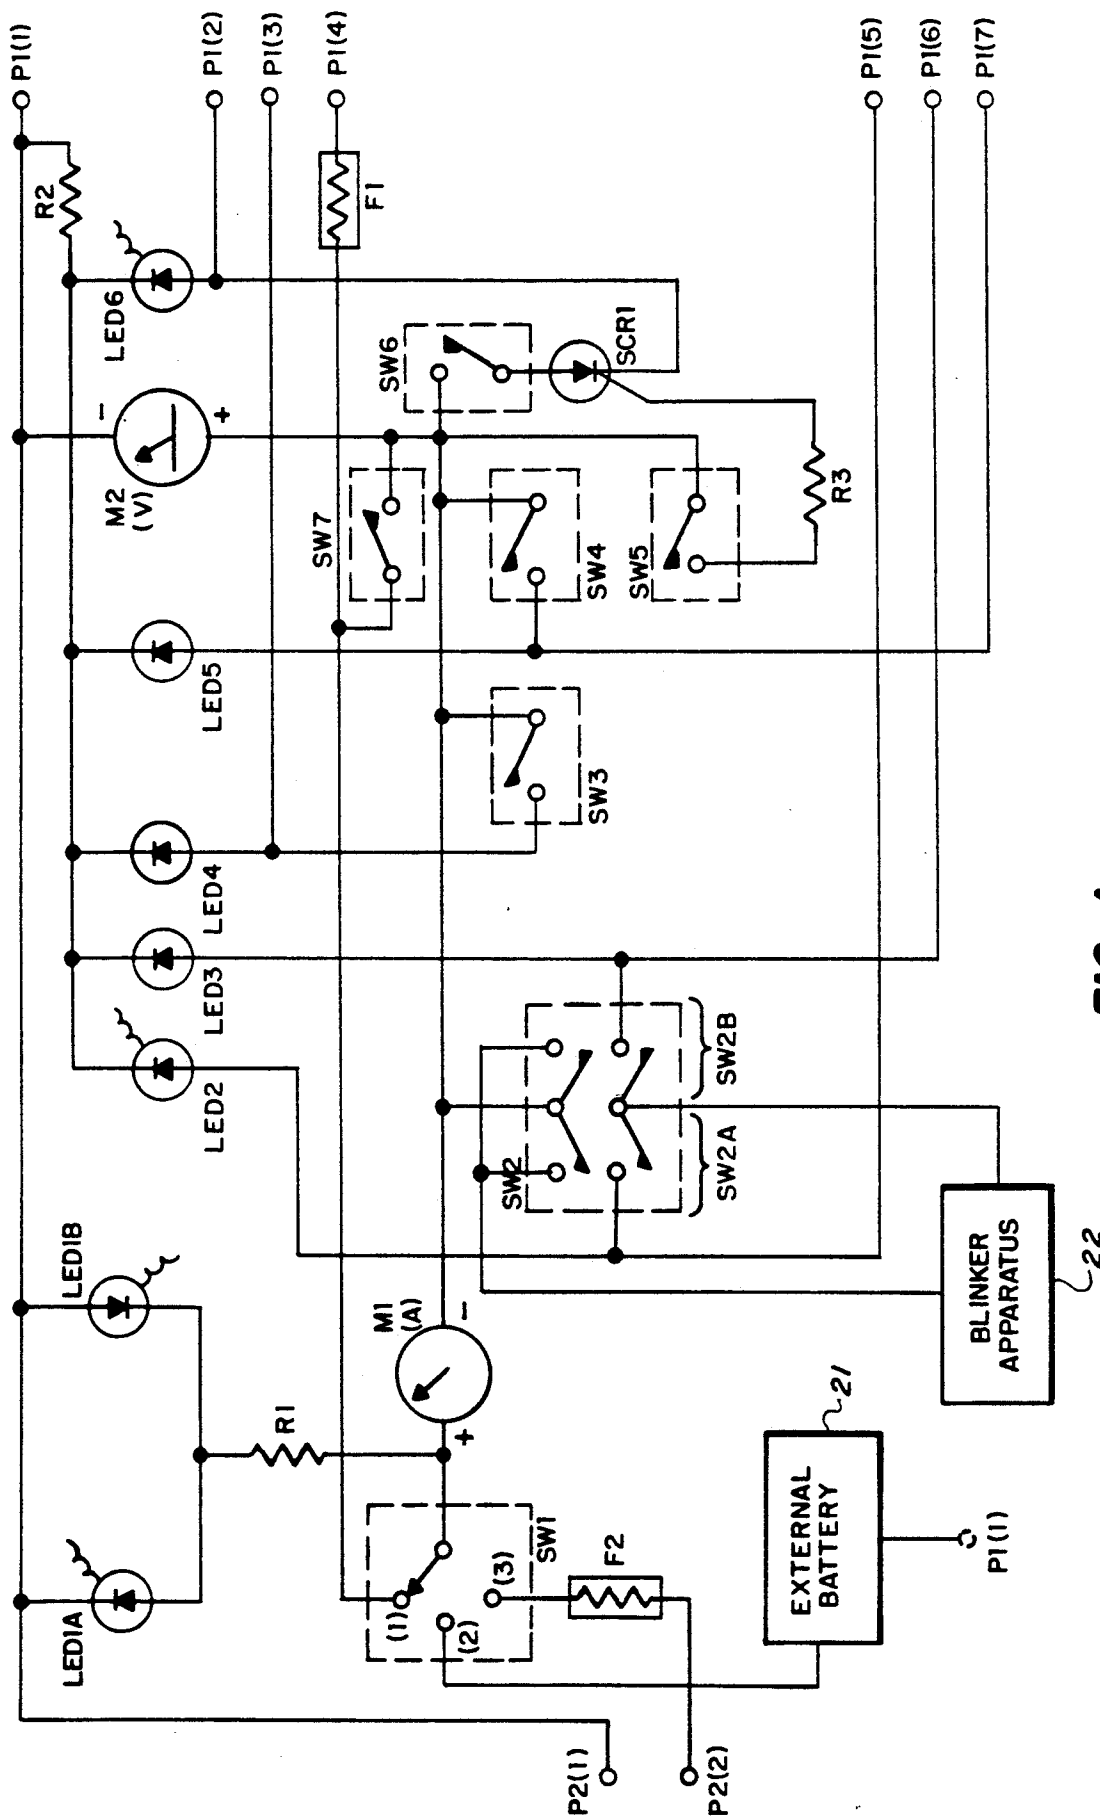 P1(1)
P1(2)
P1(3)
P1(4)
P1(5)
P1(6)
P1(7)
R2
F1
LED6
SW6
SCR1
-
M2
(V)
+
SW7
SW4
SW5
R3
LED5
SW3
LED4
LED3
LED2
SW2
SW2A
SW2B
LED1B
M1
(A)
-
+
BLINKER
APPARATUS
22
R1
LED1A
(1)
(2)
(3)
SW1
F2
EXTERNAL
BATTERY
21
P1(1)
P2(1)
P2(2)